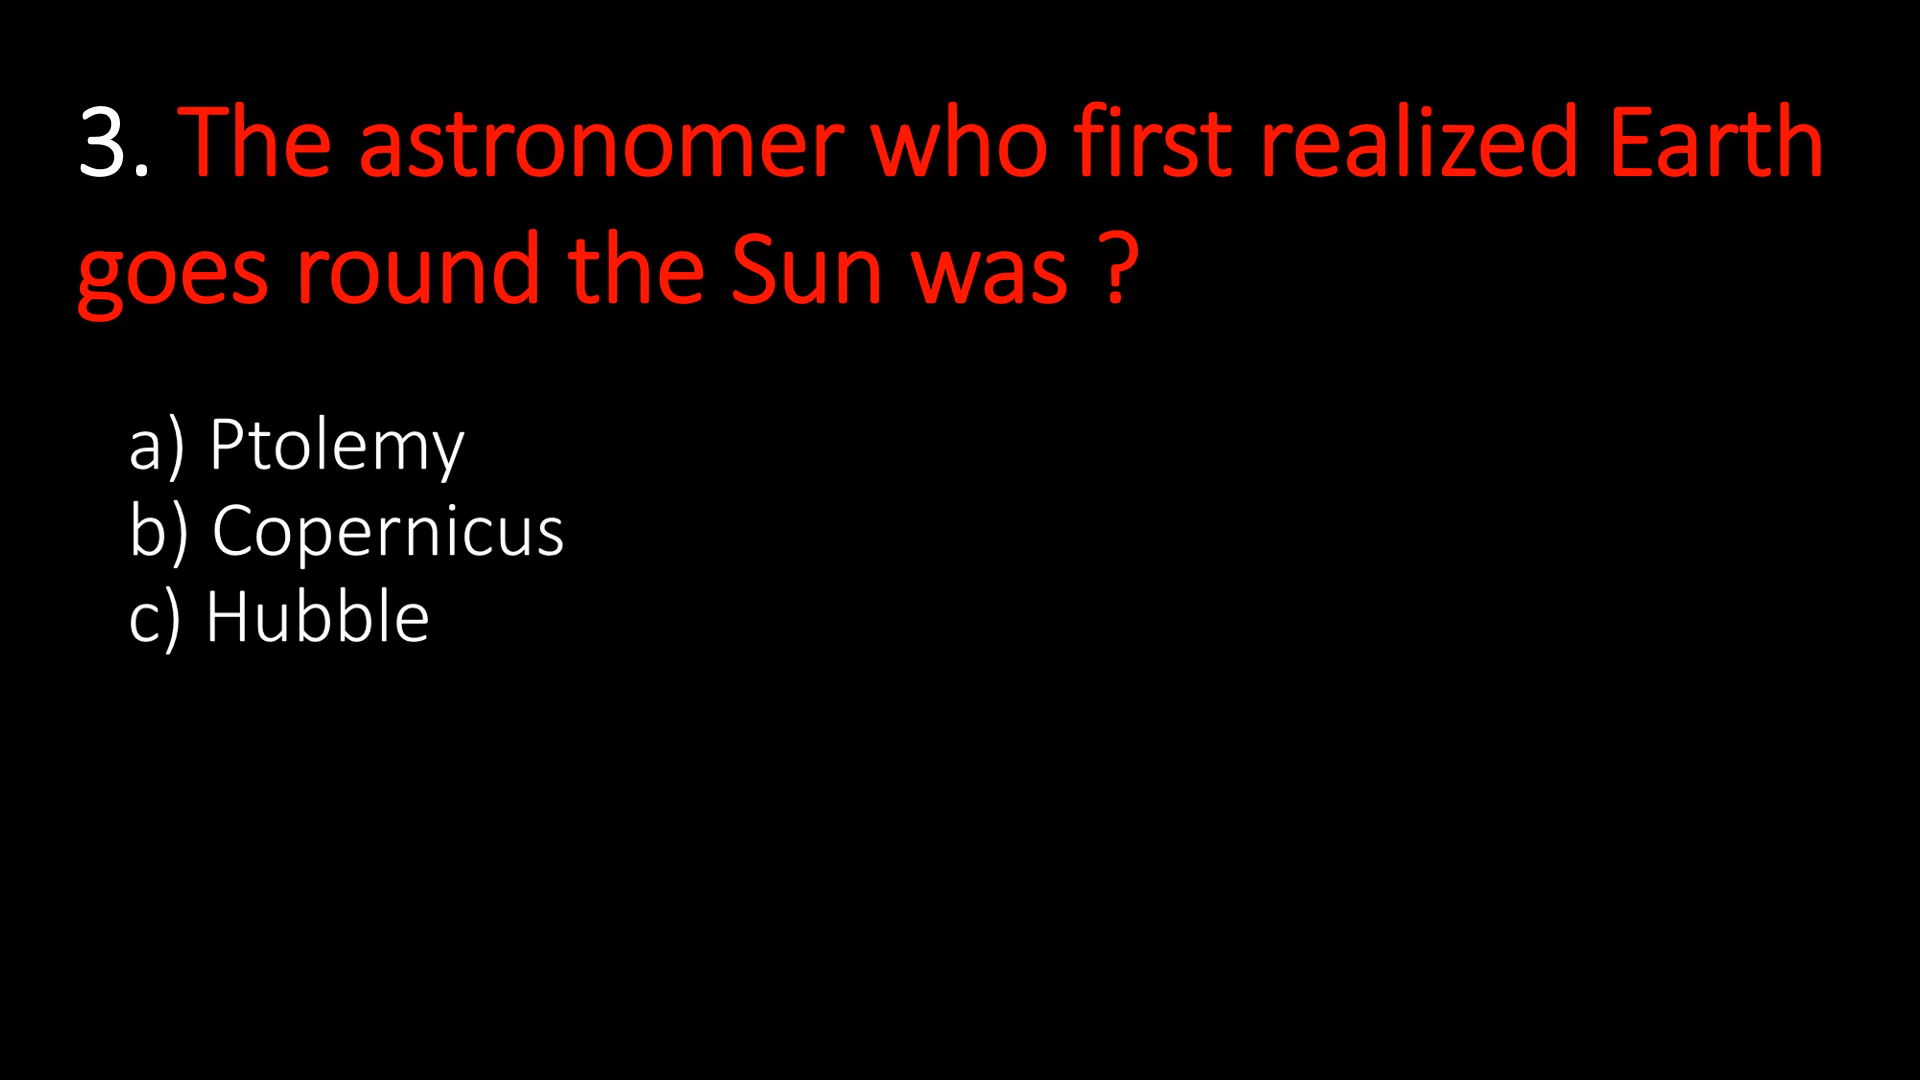 3. The astronomer who first realized Earth
goes round the Sun was ?
a) Ptolemy
b) Copernicus
c) Hubble